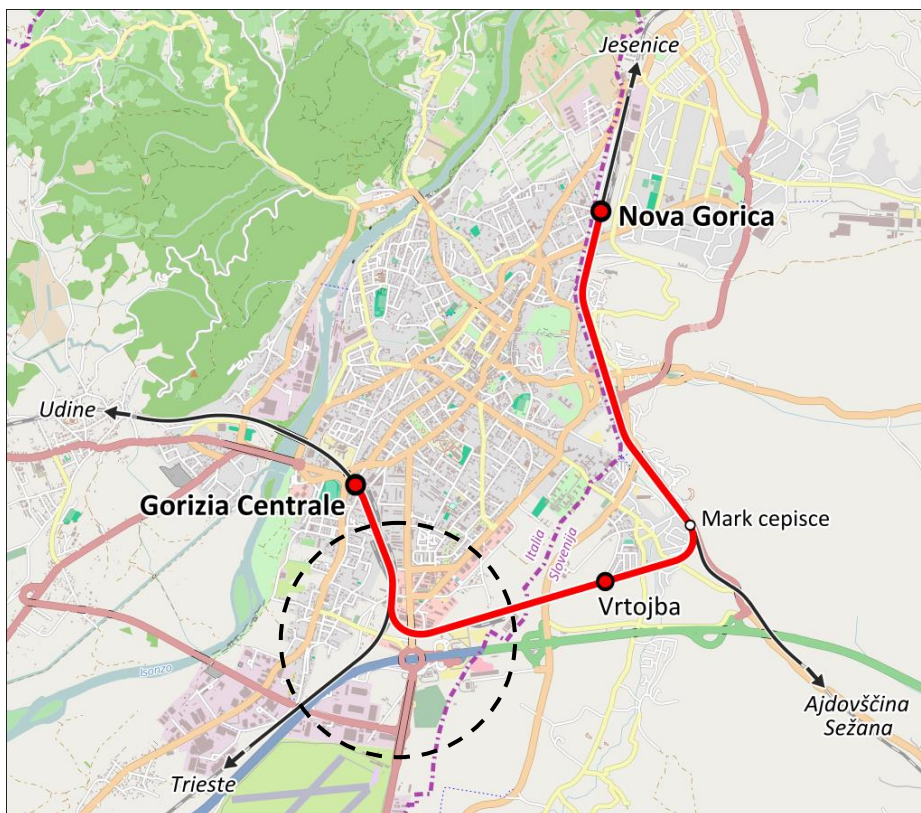 Jesenice
Nova Gorica
Udine
Gorizia Centrale
Mark cepisce
Italia
Slovenija
Vrtojba
Isonzo
Ajdovščina
Sežana
Trieste